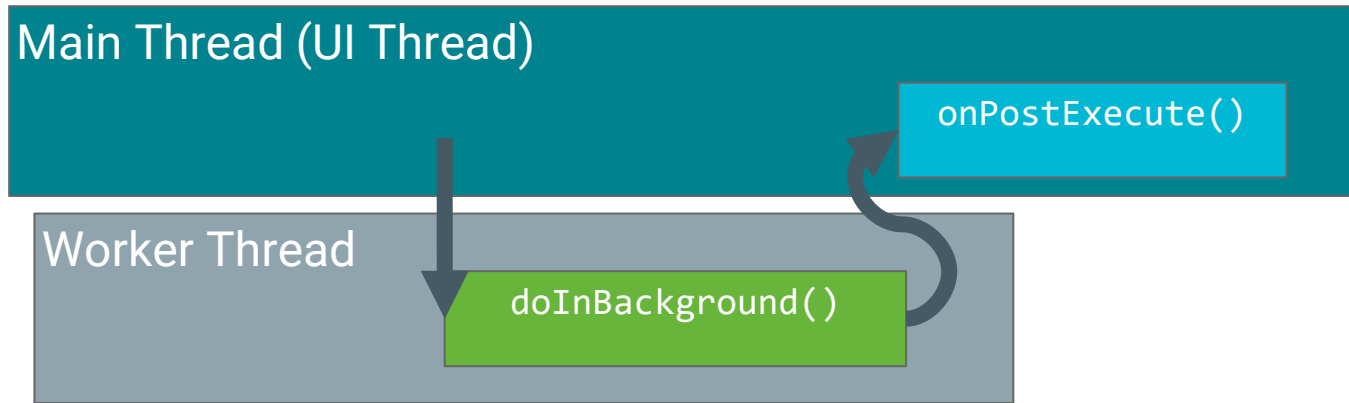 Main Thread (UI Thread)
onPostExecute()
Worker Thread
doInBackground()